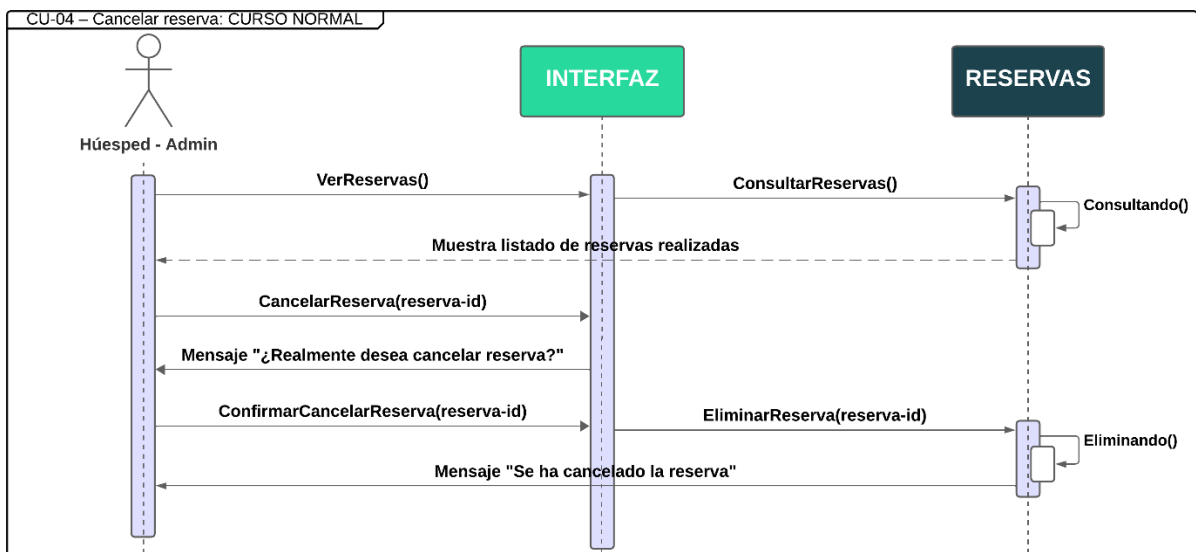 CU-04 – Cancelar reserva: CURSO NORMAL
INTERFAZ
RESERVAS
Húesped - Admin
VerReservas()
ConsultarReservas()
Consultando()
Muestra listado de reservas realizadas
CancelarReserva(reserva-id)
Mensaje "¿Realmente desea cancelar reserva?"
ConfirmarCancelarReserva(reserva-id)
EliminarReserva(reserva-id)
Eliminando()
Mensaje "Se ha cancelado la reserva"